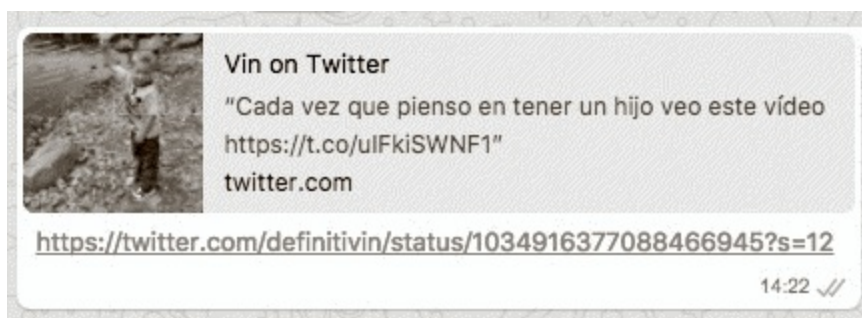 Vin on Twitter
“Cada vez que pienso en tener un hijo veo este vídeo
https://t.co/ulFkiSWNF1”
twitter.com
https://twitter.com/definitivin/status/1034916377088466945?s=12
14:22